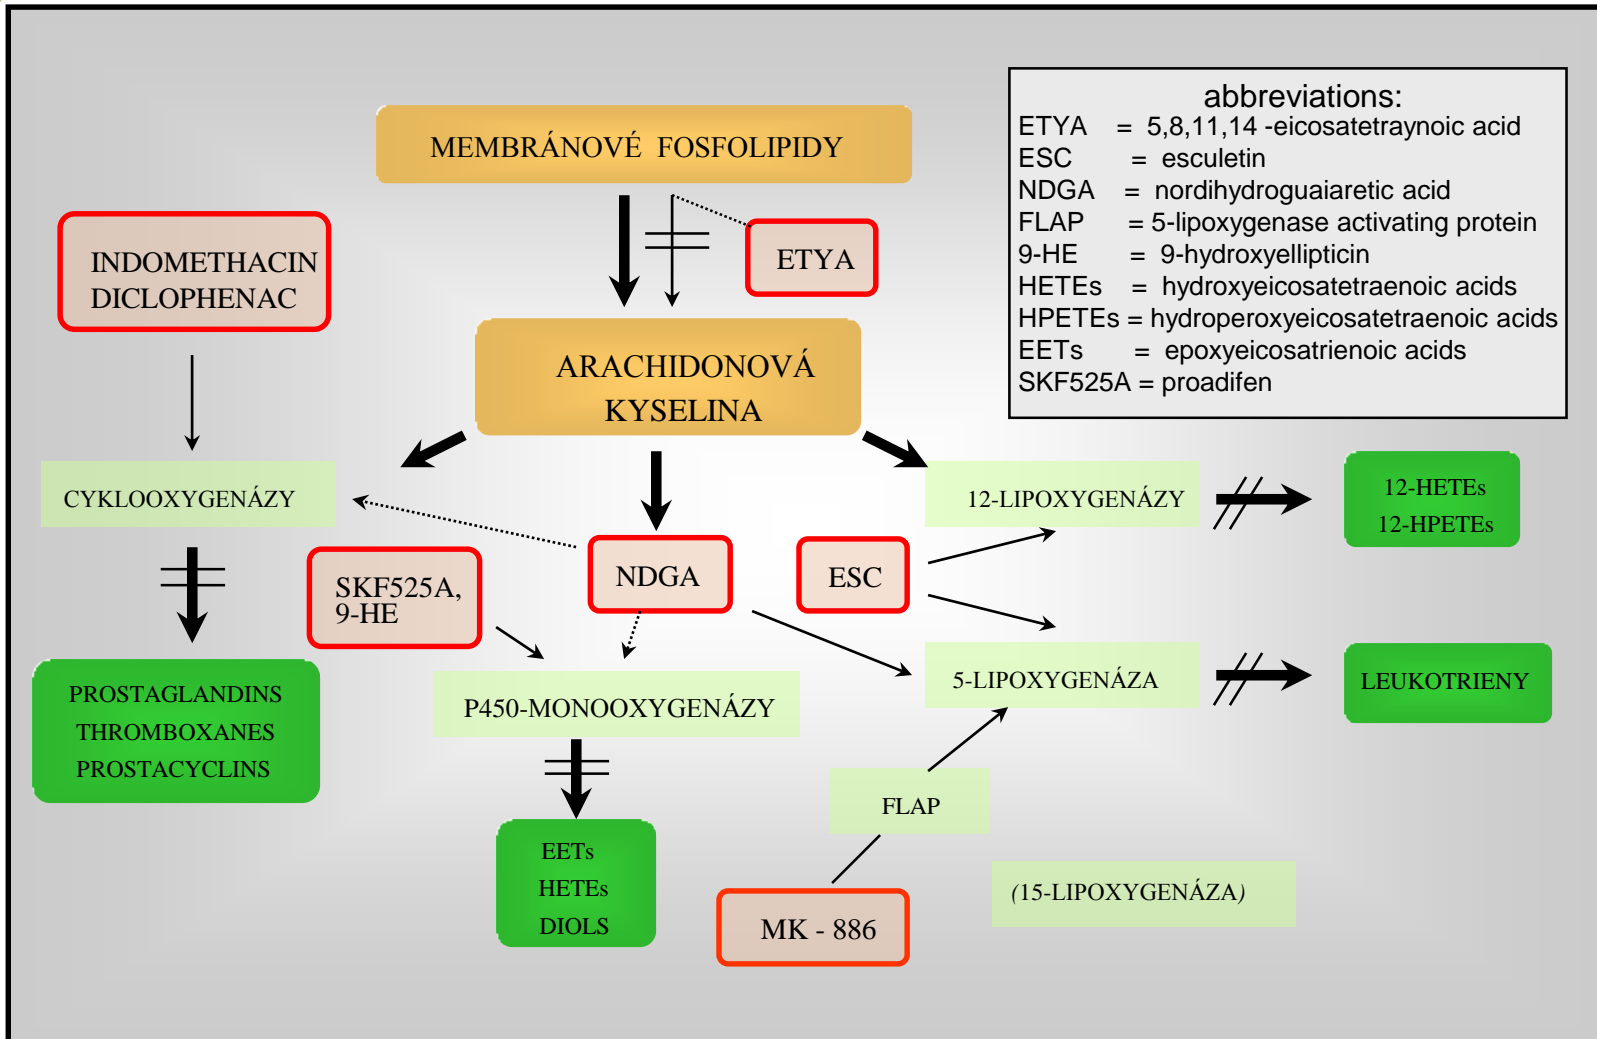 abbreviations:
ETYA = 5,8,11,14 -eicosatetraynoic acid
ESC = esculetin
NDGA = nordihydroguaiaretic acid
FLAP = 5-lipoxygenase activating protein
9-HE = 9-hydroxyellipticin
HETEs = hydroxyeicosatetraenoic acids
HPETEs = hydroperoxyeicosatetraenoic acids
EETs = epoxyeicosatrienoic acids
SKF525A = proadifen
MEMBRÁNOVÉ FOSFOLIPIDY
INDOMETHACIN
DICLOPHENAC
ETYA
ARACHIDONOVÁ
KYSELINA
CYKLOOXYGENÁZY
12-LIPOXYGENÁZY
12-HETEs
12-HPETEs
SKF525A,
9-HE
NDGA
ESC
PROSTAGLANDINS
THROMBOXANES
PROSTACYCLINS
P450-MONOOXYGENÁZY
5-LIPOXYGENÁZA
LEUKOTRIENY
FLAP
EETs
HETEs
DIOLS
(15-LIPOXYGENÁZA)
MK - 886